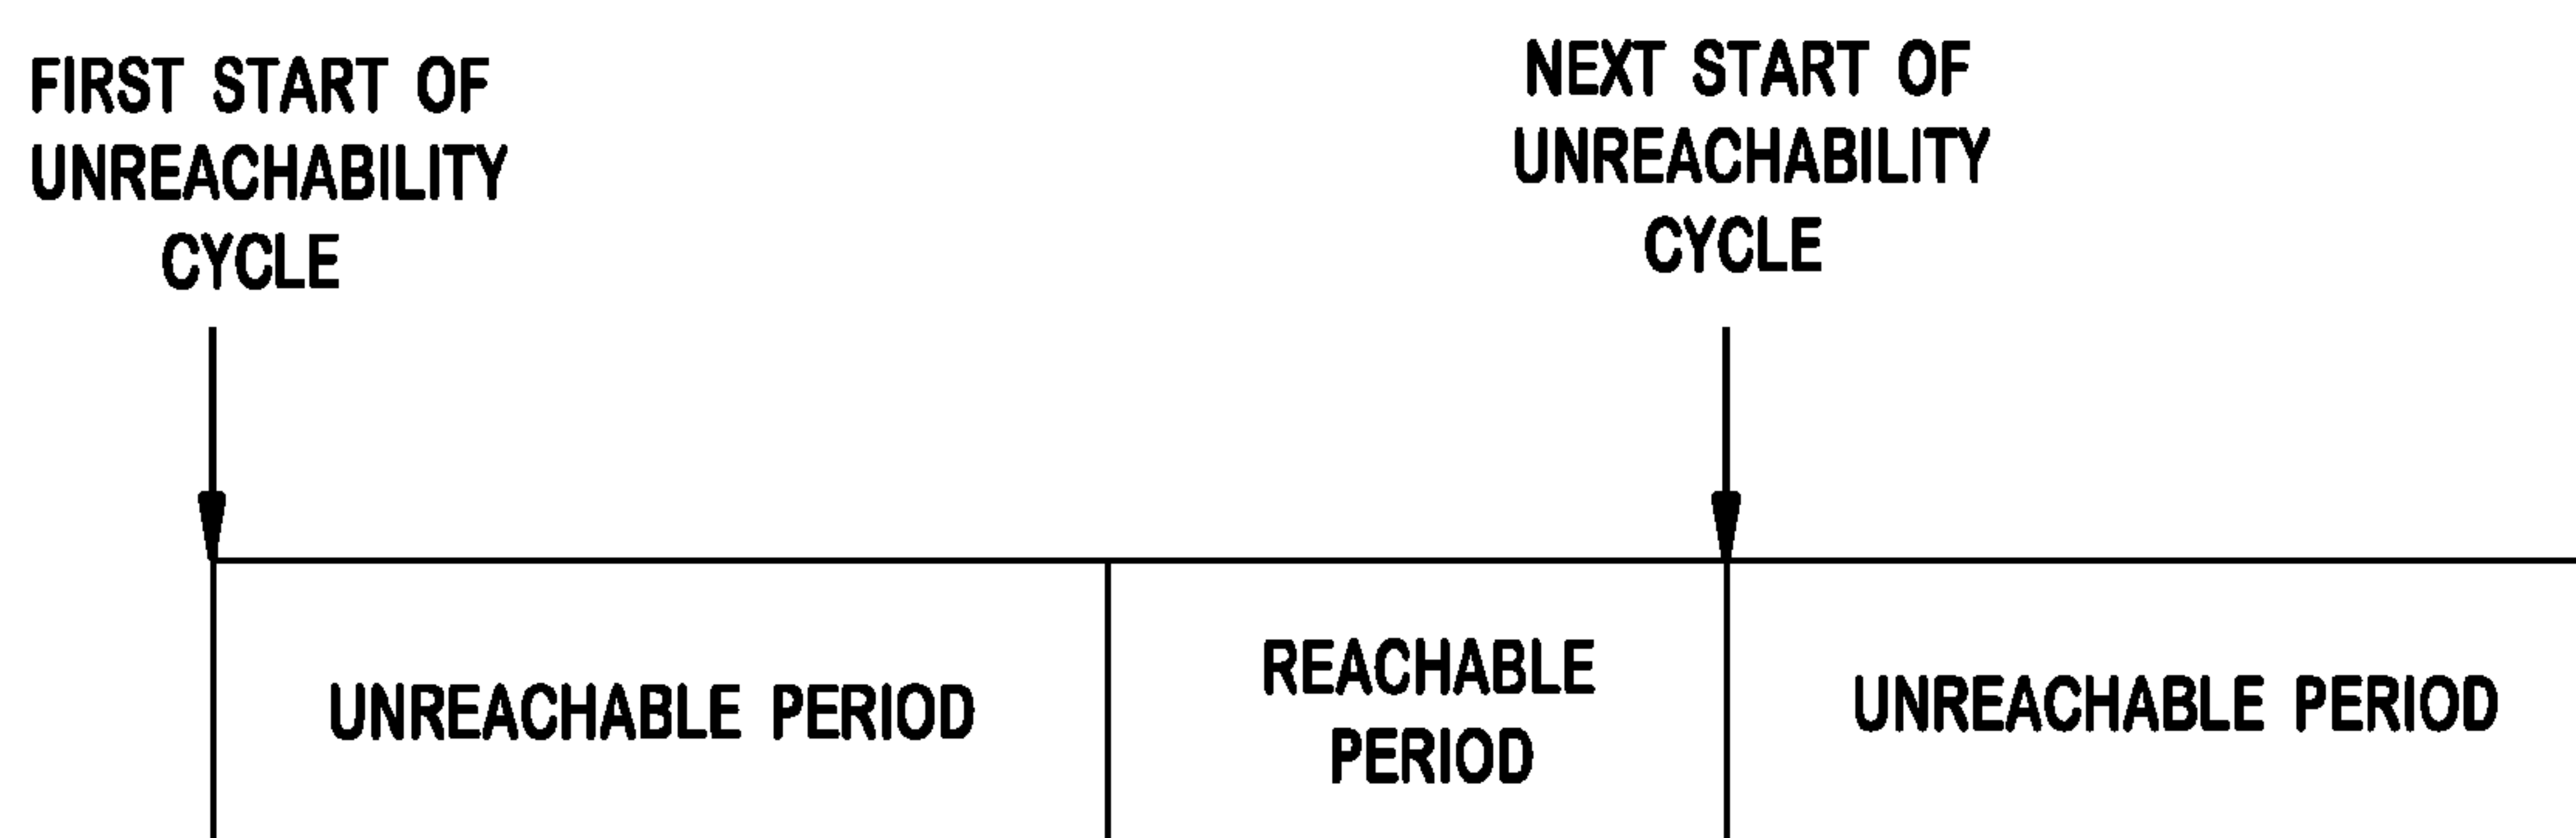 FIRST START OF
UNREACHABILITY
CYCLE
NEXT START OF
UNREACHABILITY
CYCLE
UNREACHABLE PERIOD
REACHABLE
PERIOD
UNREACHABLE PERIOD